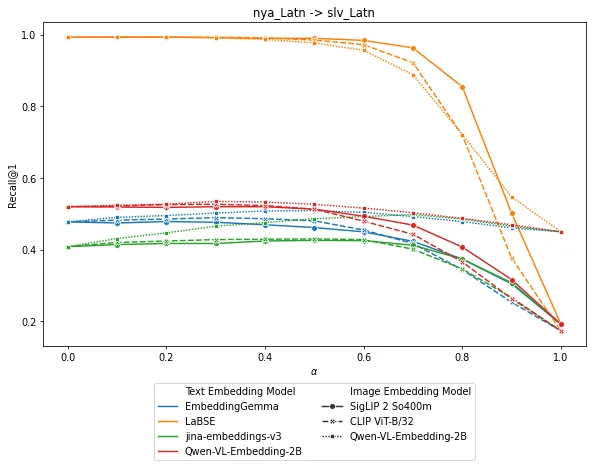 nya_Latn -> slv_Latn
Recall@1
1.0
0.8
0.6
0.4
0.2
0.0 0.2 0.4 0.6 0.8 1.0
α
Text Embedding Model
EmbeddingGemma
LaBSE
jina-embeddings-v3
Qwen-VL-Embedding-2B
Image Embedding Model
SigLIP 2 So400m
CLIP ViT-B/32
Qwen-VL-Embedding-2B